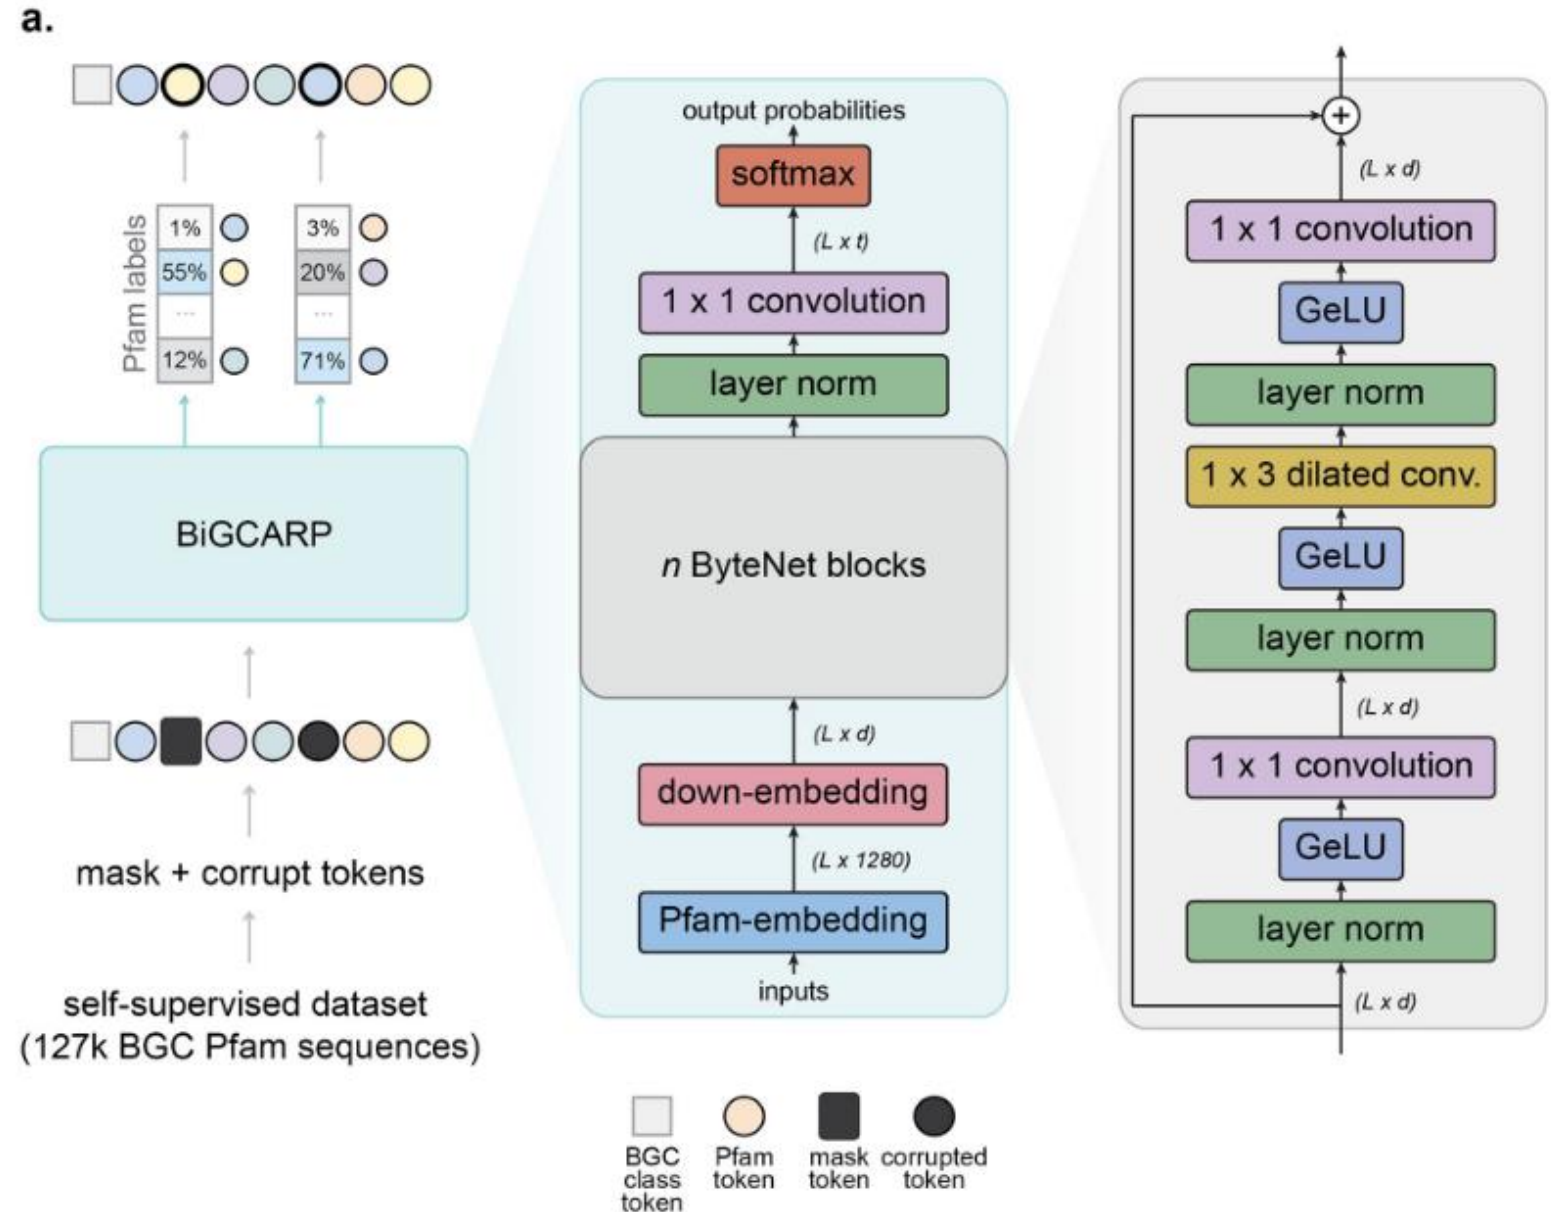 a.
1%
55%
...
12%
Pfam labels
3%
20%
...
71%
BiGCARP
mask + corrupt tokens
self-supervised dataset
(127k BGC Pfam sequences)
output probabilities
softmax
(L x t)
1 x 1 convolution
layer norm
n ByteNet blocks
(L x d)
down-embedding
(L x 1280)
Pfam-embedding
inputs
+
(L x d)
1 x 1 convolution
GeLU
layer norm
1 x 3 dilated conv.
GeLU
layer norm
(L x d)
1 x 1 convolution
GeLU
layer norm
(L x d)
BGC
class
token
Pfam
token
mask
token
corrupted
token